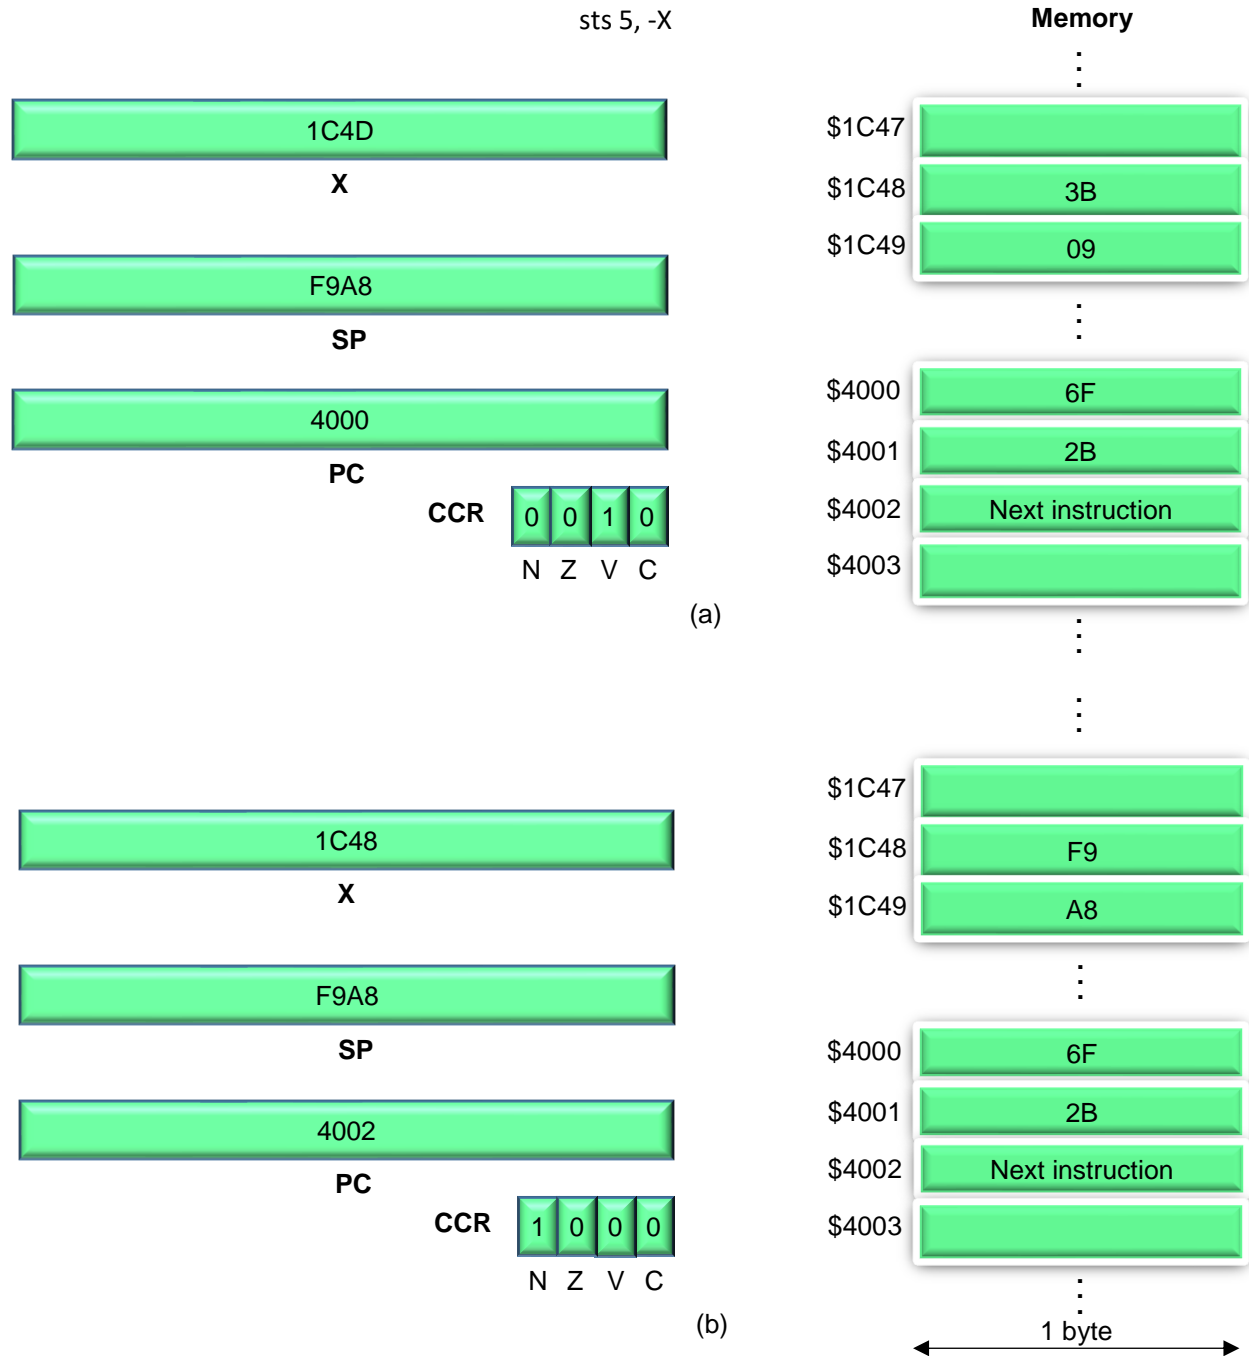 sts 5, -X
Memory
1C4D
X
F9A8
SP
4000
PC
CCR
0 0 1 0
N Z V C
$1C47
$1C48 3B
$1C49 09
$4000 6F
$4001 2B
$4002 Next instruction
$4003
(a)
1C48
X
F9A8
SP
4002
PC
CCR
1 0 0 0
N Z V C
$1C47
$1C48 F9
$1C49 A8
$4000 6F
$4001 2B
$4002 Next instruction
$4003
(b)
1 byte